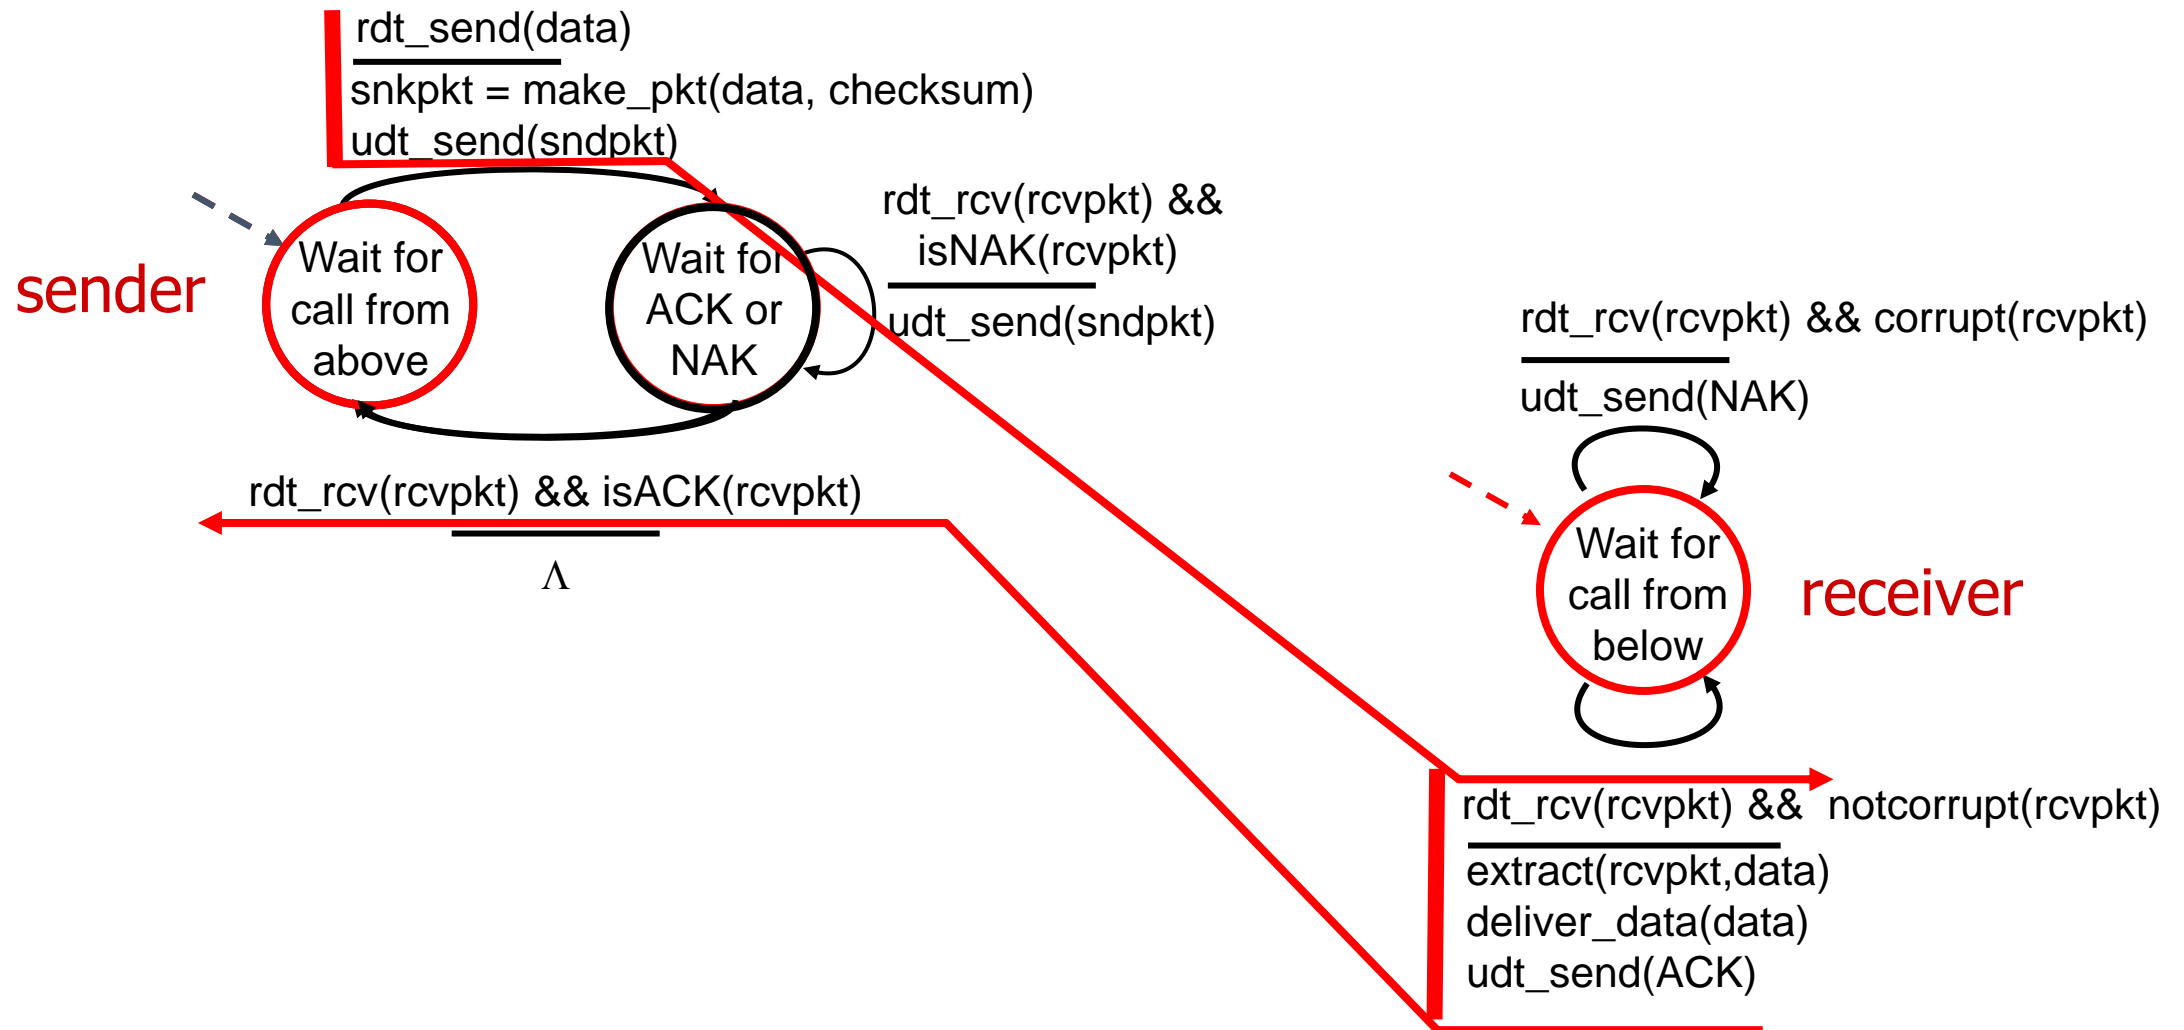 rdt_send(data)
snkpkt = make_pkt(data, checksum)
udt_send(sndpkt)
sender
Wait for
call from
above
Wait for
ACK or
NAK
rdt_rcv(rcvpkt) &&
isNAK(rcvpkt)
udt_send(sndpkt)
rdt_rcv(rcvpkt) && isACK(rcvpkt)
Λ
rdt_rcv(rcvpkt) && corrupt(rcvpkt)
udt_send(NAK)
Wait for
call from
below
receiver
rdt_rcv(rcvpkt) && notcorrupt(rcvpkt)
extract(rcvpkt,data)
deliver_data(data)
udt_send(ACK)